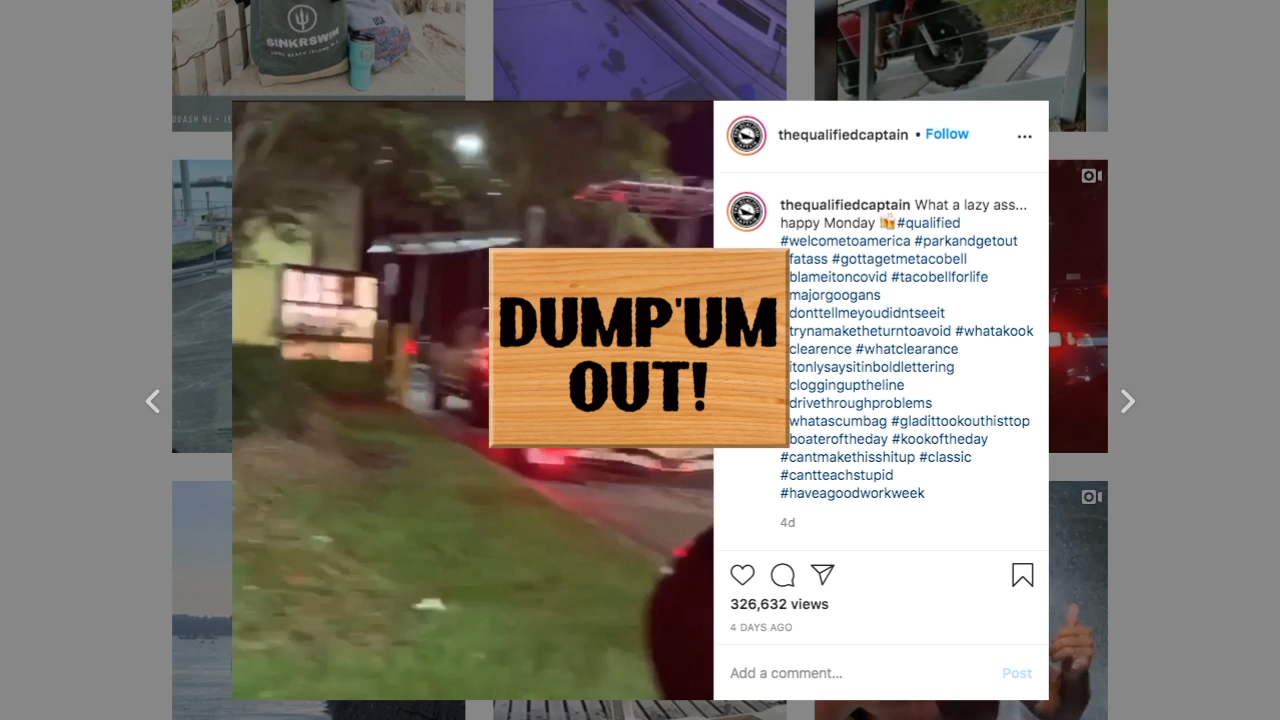 SINKRSWIM
thequalifiedcaptain • Follow
thequalifiedcaptain What a lazy ass...
happy Monday 🍻#qualified
#welcometoamerica #parkandgetout
fatass #gottagetmetacobell
blameitoncovid #tacobellforlife
majorgoogans
donttellmeyoudidntseeit
trynamaketheturntoavoid #whatakook
clearence #whatclearance
itonlysaysitinboldlettering
clogginguptheline
drivethroughproblems
whatascumbag #gladittookouthisttop
boateroftheday #kookoftheday
#cantmakethisshitup #classic
#cantteachstupid
#haveagoodworkweek
4d
DUMP'UM
OUT!
326,632 views
4 DAYS AGO
Add a comment...
Post